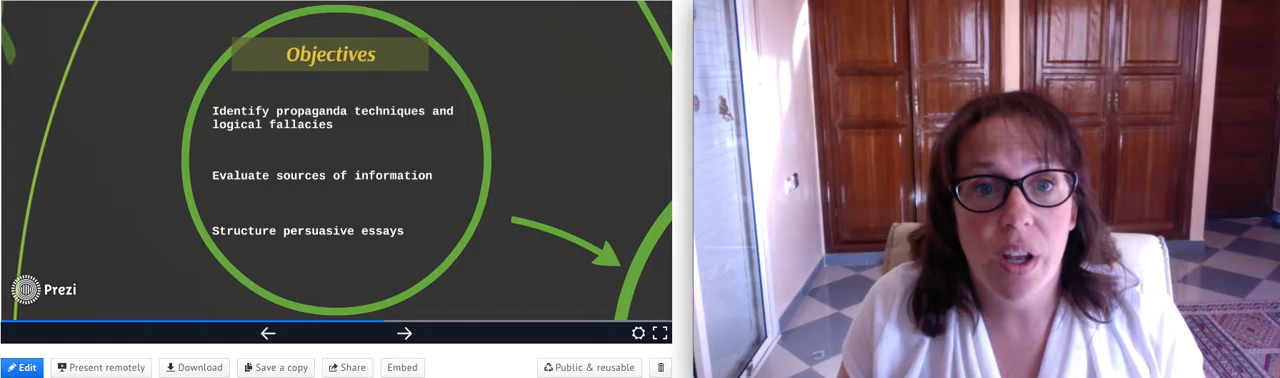 Objectives
Identify propaganda techniques and
logical fallacies
Evaluate sources of information
Structure persuasive essays
Prezi
Edit
Present remotely
Download
Save a copy
Share
Embed
Public & reusable